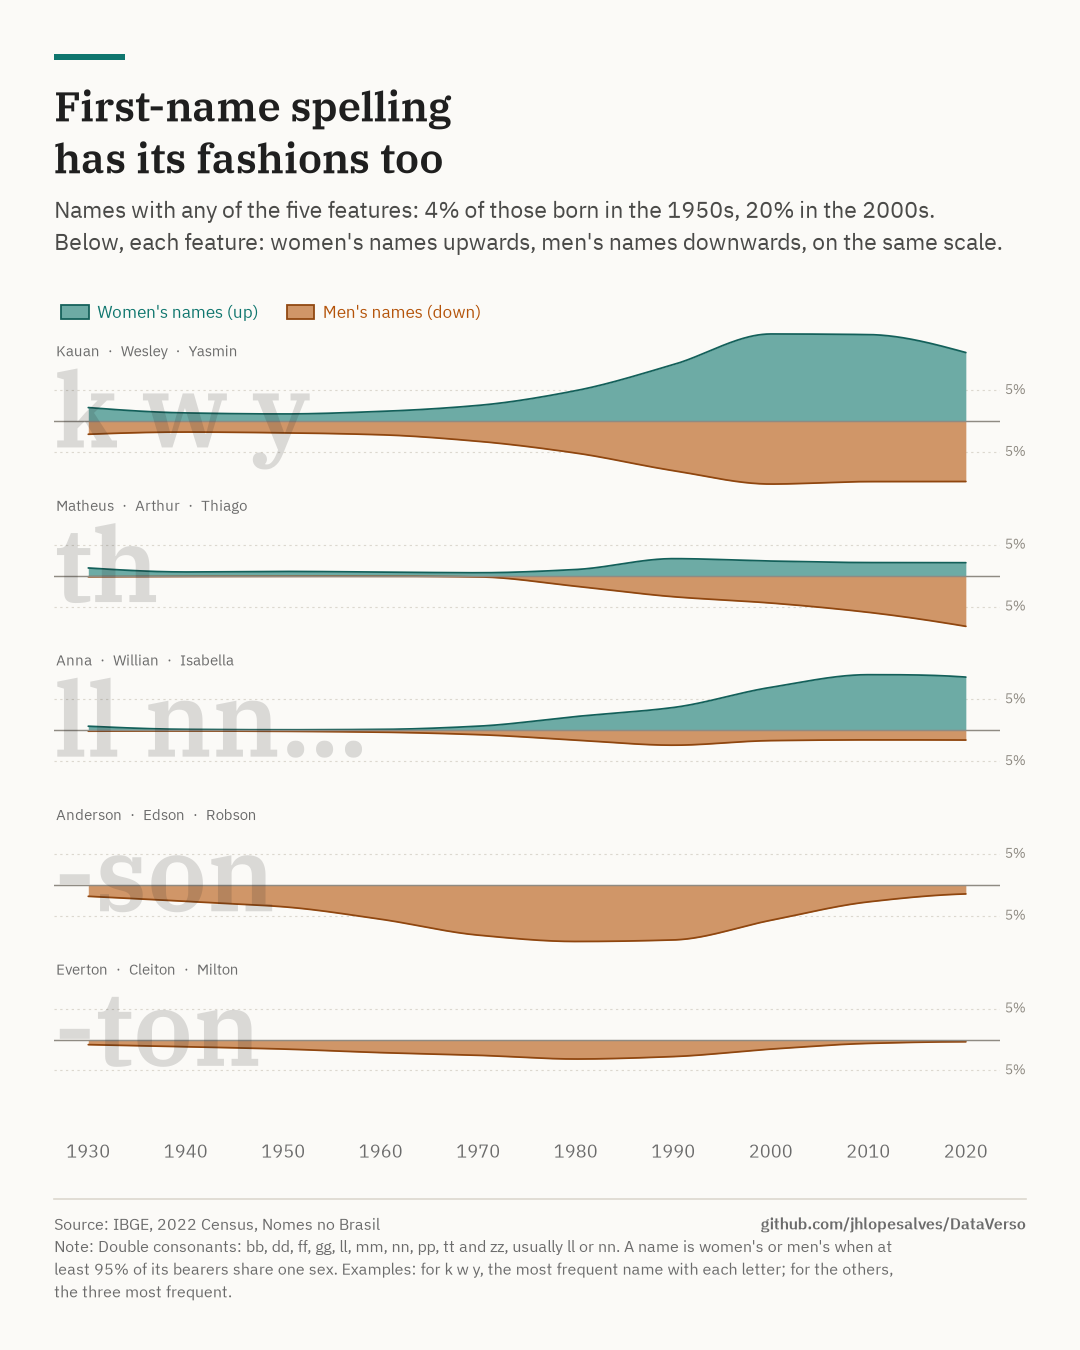 First-name spelling
has its fashions too
Names with any of the five features: 4% of those born in the 1950s, 20% in the 2000s.
Below, each feature: women's names upwards, men's names downwards, on the same scale.
Women's names (up)
Men's names (down)
Kauan · Wesley · Yasmin
k w y
5%
5%
Matheus · Arthur · Thiago
th
5%
5%
Anna · Willian · Isabella
ll nn...
5%
5%
Anderson · Edson · Robson
-son
5%
5%
Everton · Cleiton · Milton
-ton
5%
5%
1930 1940 1950 1960 1970 1980 1990 2000 2010 2020
Source: IBGE, 2022 Census, Nomes no Brasil
github.com/jhlopesalves/DataVerso
Note: Double consonants: bb, dd, ff, gg, ll, mm, nn, pp, tt and zz, usually ll or nn. A name is women's or men's when at
least 95% of its bearers share one sex. Examples: for k w y, the most frequent name with each letter; for the others,
the three most frequent.